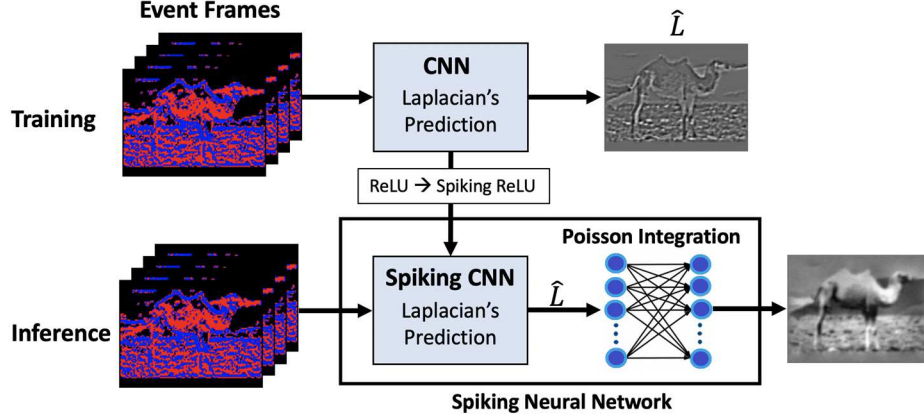 Event Frames
L̂
CNN
Laplacian's
Prediction
Training
ReLU → Spiking ReLU
Poisson Integration
Spiking CNN
Laplacian's
Prediction
L̂
Inference
Spiking Neural Network